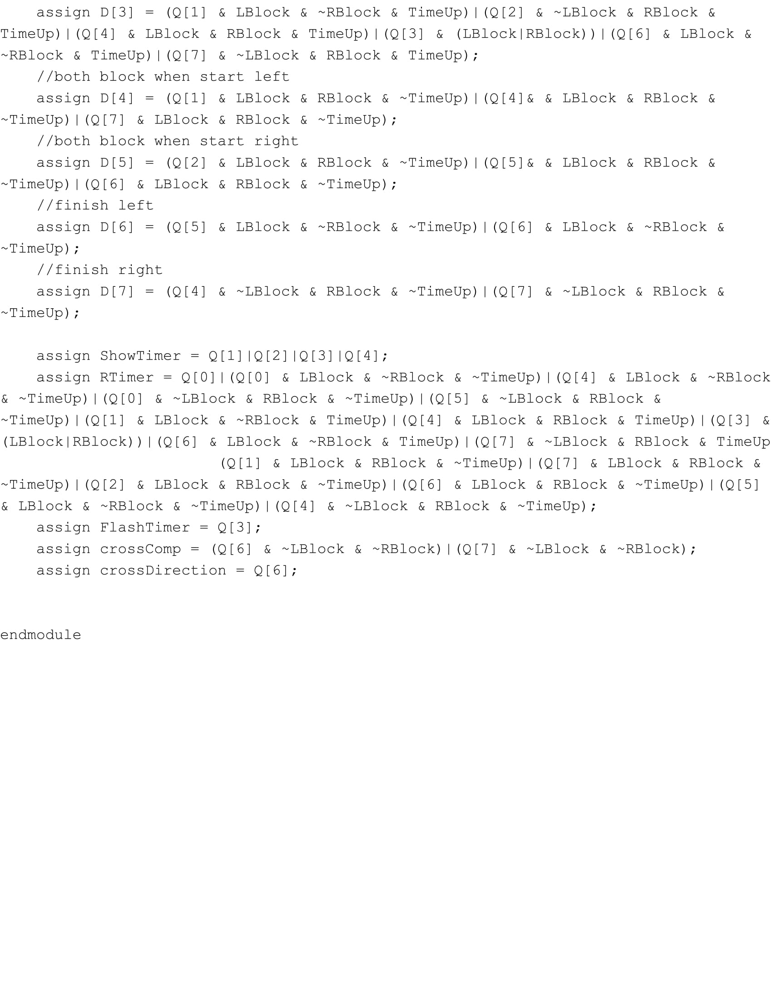 assign D[3] = (Q[1] & LBlock & ~RBlock & TimeUp)|(Q[2] & ~LBlock & RBlock &
TimeUp)|(Q[4] & LBlock & RBlock & TimeUp)|(Q[3] & (LBlock|RBlock))|(Q[6] & LBlock &
~RBlock & TimeUp)|(Q[7] & ~LBlock & RBlock & TimeUp);
    //both block when start left
    assign D[4] = (Q[1] & LBlock & RBlock & ~TimeUp)|(Q[4]& & LBlock & RBlock &
~TimeUp)|(Q[7] & LBlock & RBlock & ~TimeUp);
    //both block when start right
    assign D[5] = (Q[2] & LBlock & RBlock & ~TimeUp)|(Q[5]& & LBlock & RBlock &
~TimeUp)|(Q[6] & LBlock & RBlock & ~TimeUp);
    //finish left
    assign D[6] = (Q[5] & LBlock & ~RBlock & ~TimeUp)|(Q[6] & LBlock & ~RBlock &
~TimeUp);
    //finish right
    assign D[7] = (Q[4] & ~LBlock & RBlock & ~TimeUp)|(Q[7] & ~LBlock & RBlock &
~TimeUp);
    assign ShowTimer = Q[1]|Q[2]|Q[3]|Q[4];
    assign RTimer = Q[0]|(Q[0] & LBlock & ~RBlock & ~TimeUp)|(Q[4] & LBlock & ~RBlock
& ~TimeUp)|(Q[0] & ~LBlock & RBlock & ~TimeUp)|(Q[5] & ~LBlock & RBlock &
~TimeUp)|(Q[1] & LBlock & ~RBlock & TimeUp)|(Q[4] & LBlock & RBlock & TimeUp)|(Q[3] &
(LBlock|RBlock))|(Q[6] & LBlock & ~RBlock & TimeUp)|(Q[7] & ~LBlock & RBlock & TimeUp
                        (Q[1] & LBlock & RBlock & ~TimeUp)|(Q[7] & LBlock & RBlock &
~TimeUp)|(Q[2] & LBlock & RBlock & ~TimeUp)|(Q[6] & LBlock & RBlock & ~TimeUp)|(Q[5]
& LBlock & ~RBlock & ~TimeUp)|(Q[4] & ~LBlock & RBlock & ~TimeUp);
    assign FlashTimer = Q[3];
    assign crossComp = (Q[6] & ~LBlock & ~RBlock)|(Q[7] & ~LBlock & ~RBlock);
    assign crossDirection = Q[6];
endmodule